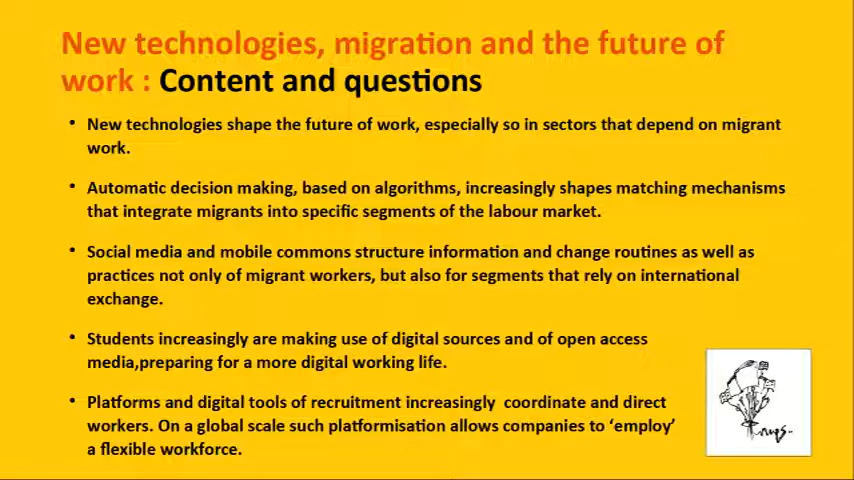 New technologies, migration and the future of
work : Content and questions
• New technologies shape the future of work, especially so in sectors that depend on migrant
work.
• Automatic decision making, based on algorithms, increasingly shapes matching mechanisms
that integrate migrants into specific segments of the labour market.
• Social media and mobile commons structure information and change routines as well as
practices not only of migrant workers, but also for segments that rely on international
exchange.
• Students increasingly are making use of digital sources and of open access
media,preparing for a more digital working life.
• Platforms and digital tools of recruitment increasingly coordinate and direct
workers. On a global scale such platformisation allows companies to ‘employ’
a flexible workforce.